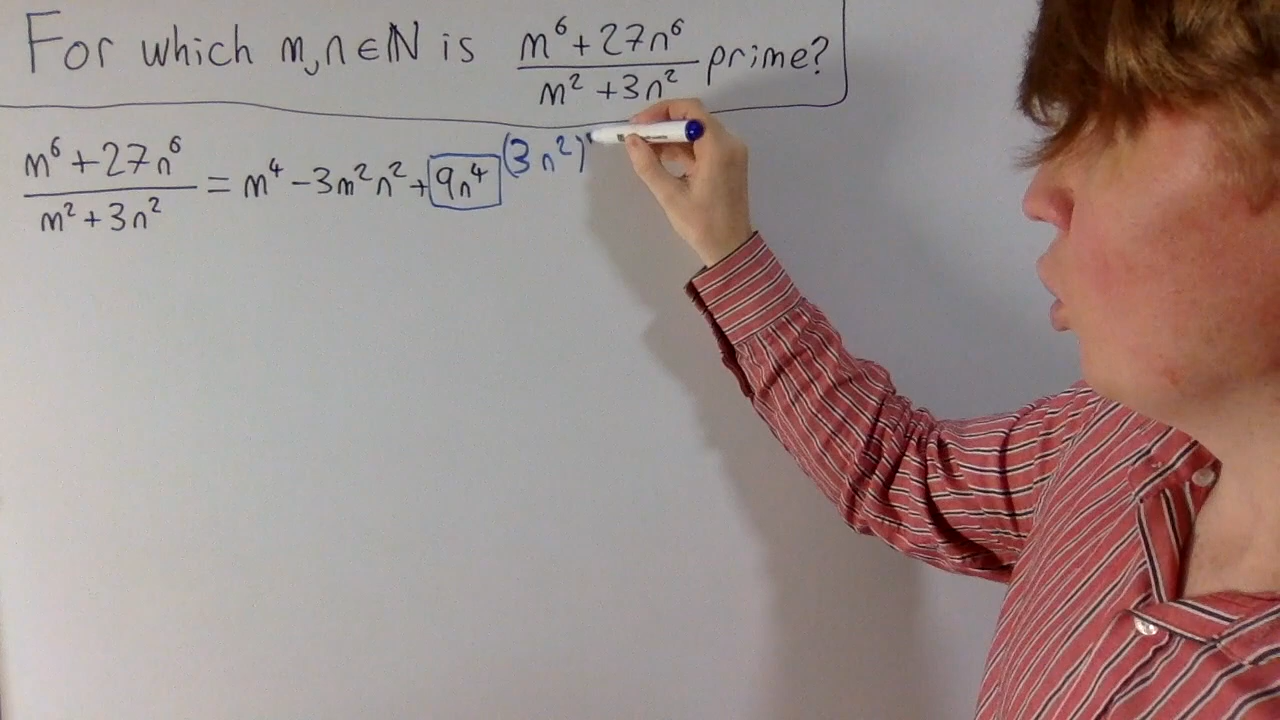 For which m,n∈ℕ is (m⁶+27n⁶)/(m²+3n²) prime?
(m⁶+27n⁶)/(m²+3n²) = m⁴-3m²n²+9n⁴ (3n²)